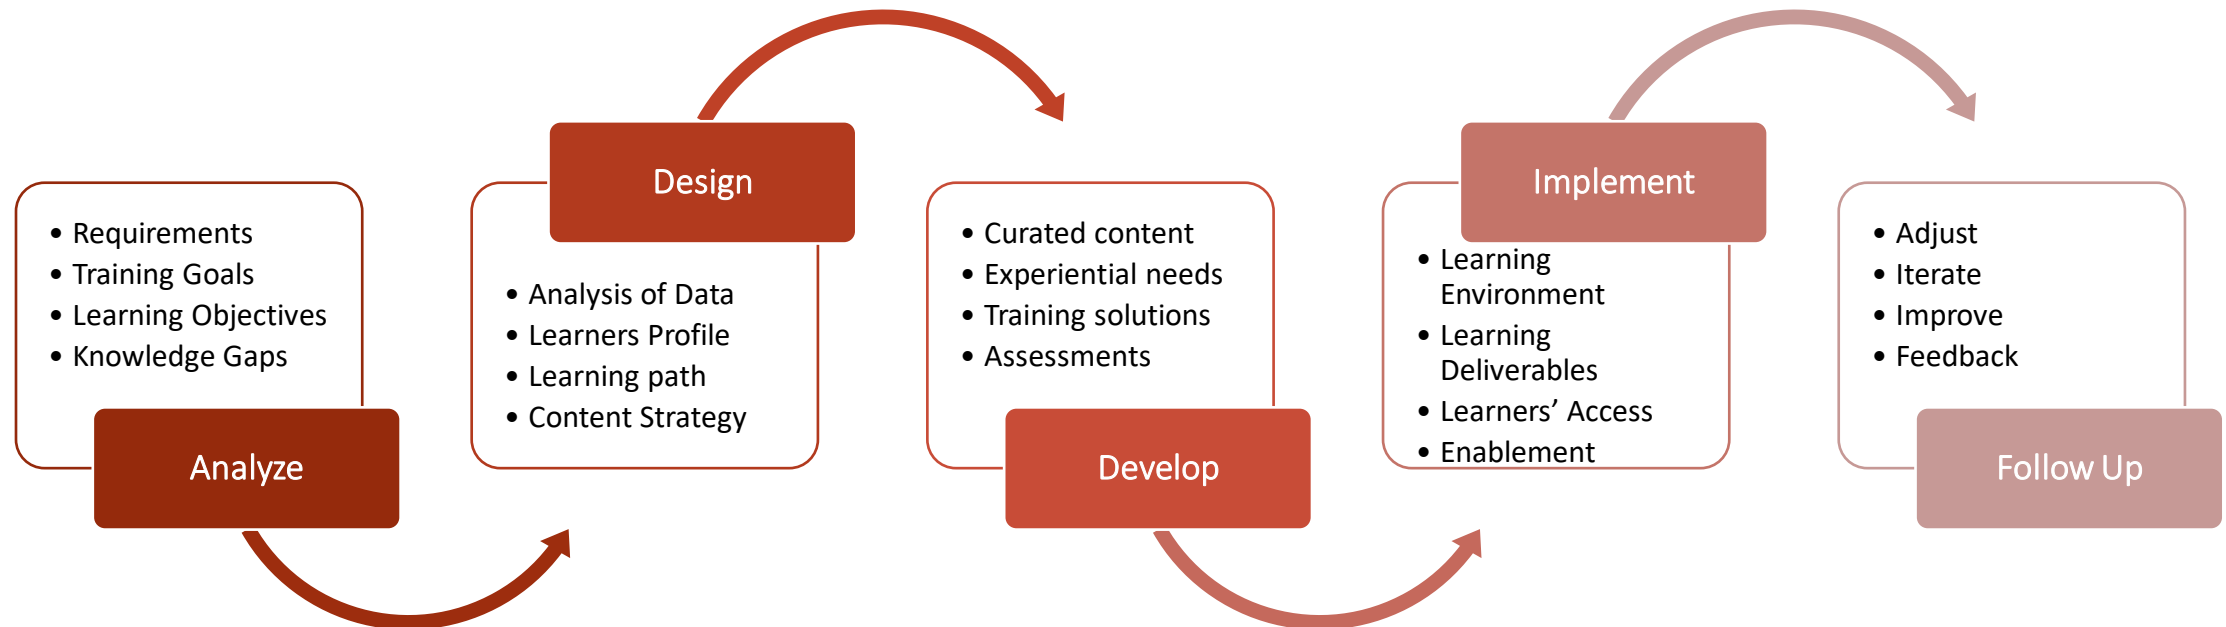 • Requirements
• Training Goals
• Learning Objectives
• Knowledge Gaps
Analyze
Design
• Analysis of Data
• Learners Profile
• Learning path
• Content Strategy
• Curated content
• Experiential needs
• Training solutions
• Assessments
Develop
Implement
• Learning
Environment
• Learning
Deliverables
• Learners’ Access
• Enablement
• Adjust
• Iterate
• Improve
• Feedback
Follow Up